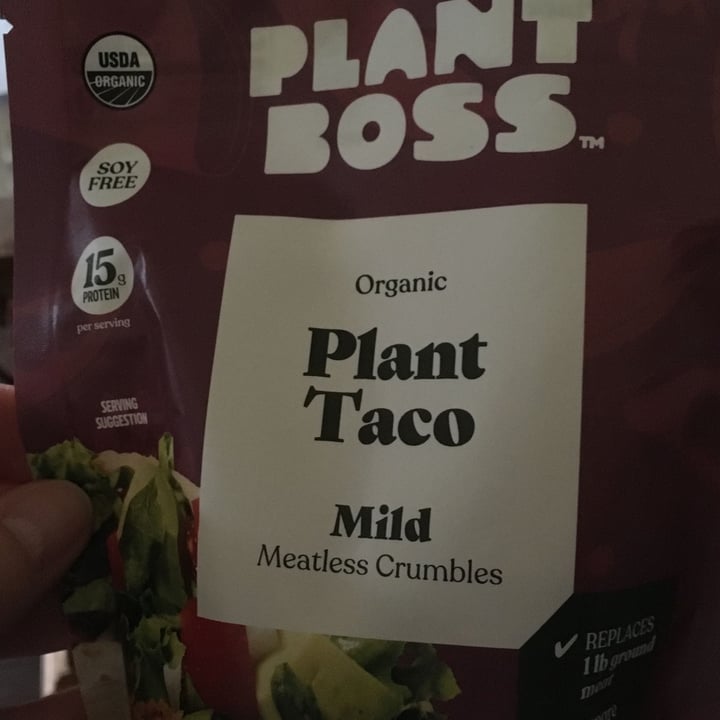 PLANT
BOSS™
USDA
ORGANIC
SOY
FREE
15g
PROTEIN
per serving
SERVING
SUGGESTION
Organic
Plant
Taco
Mild
Meatless Crumbles
REPLACES
1 lb ground
meat